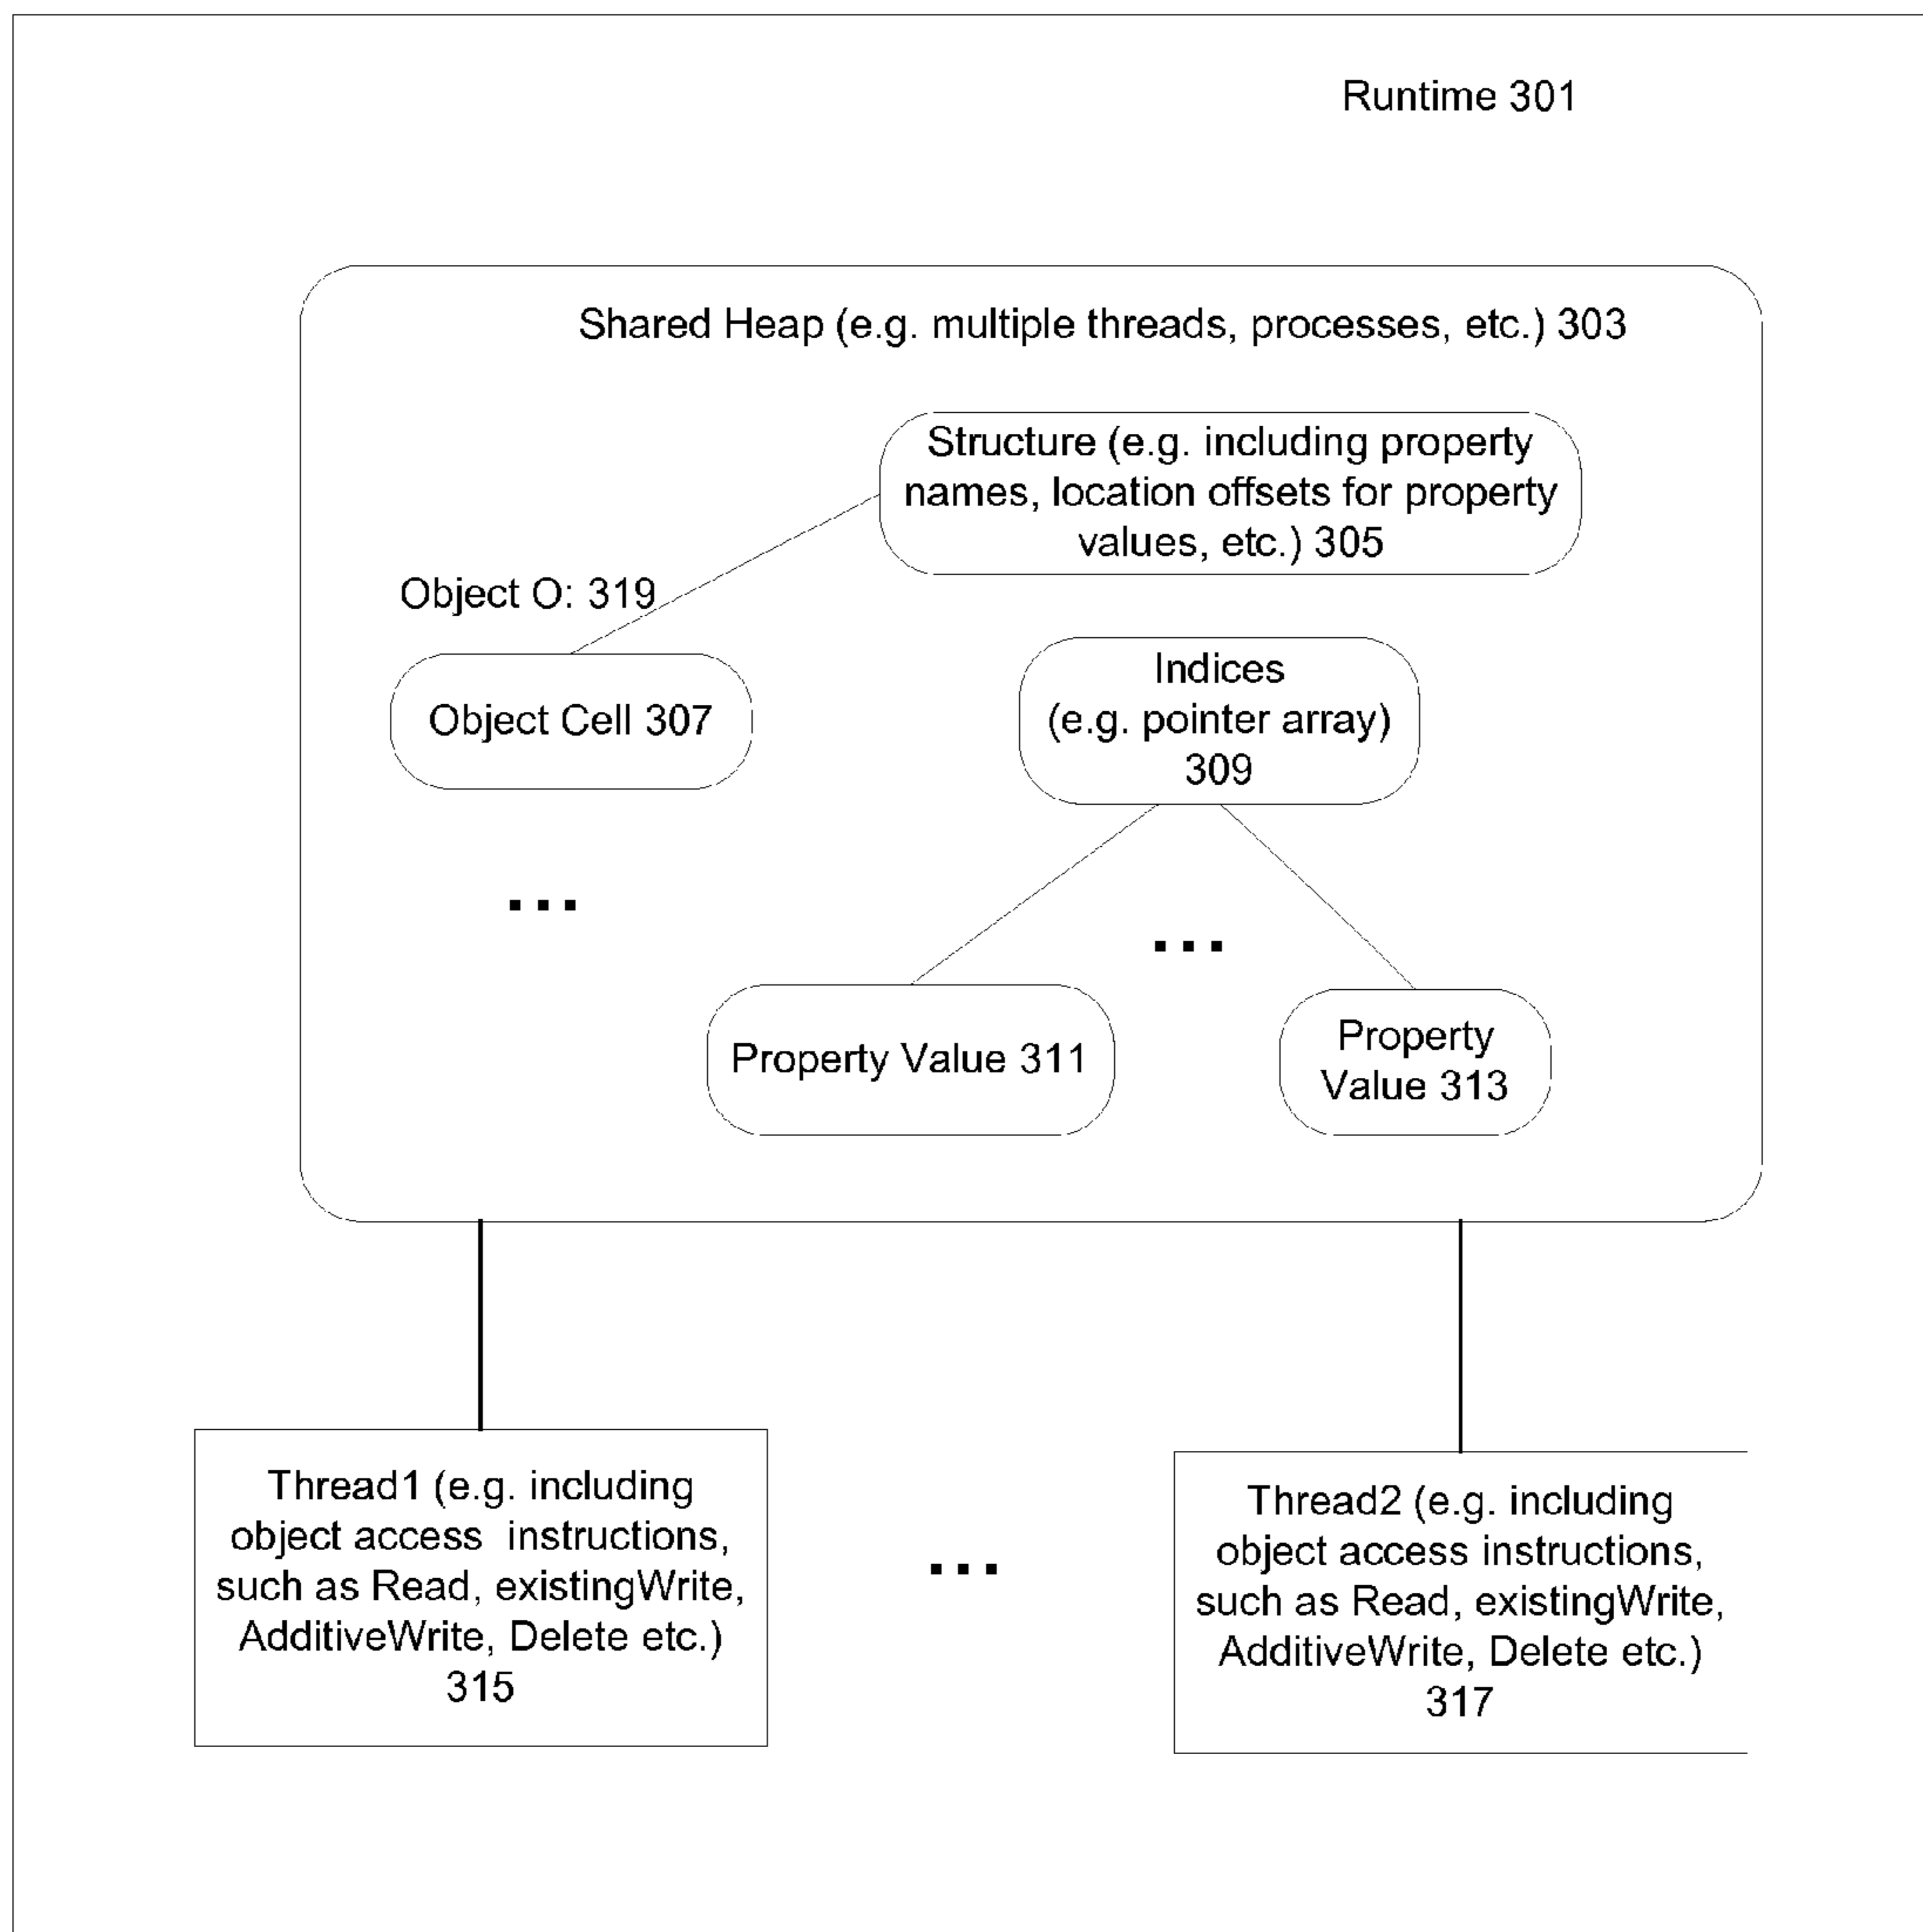 Runtime 301
Shared Heap (e.g. multiple threads, processes, etc.) 303
Structure (e.g. including property
names, location offsets for property
values, etc.) 305
Object O: 319
Object Cell 307
Indices
(e.g. pointer array)
309
...
...
Property Value 311
Property
Value 313
Thread1 (e.g. including
object access  instructions,
such as Read, existingWrite,
AdditiveWrite, Delete etc.)
315
...
Thread2 (e.g. including
object access instructions,
such as Read, existingWrite,
AdditiveWrite, Delete etc.)
317